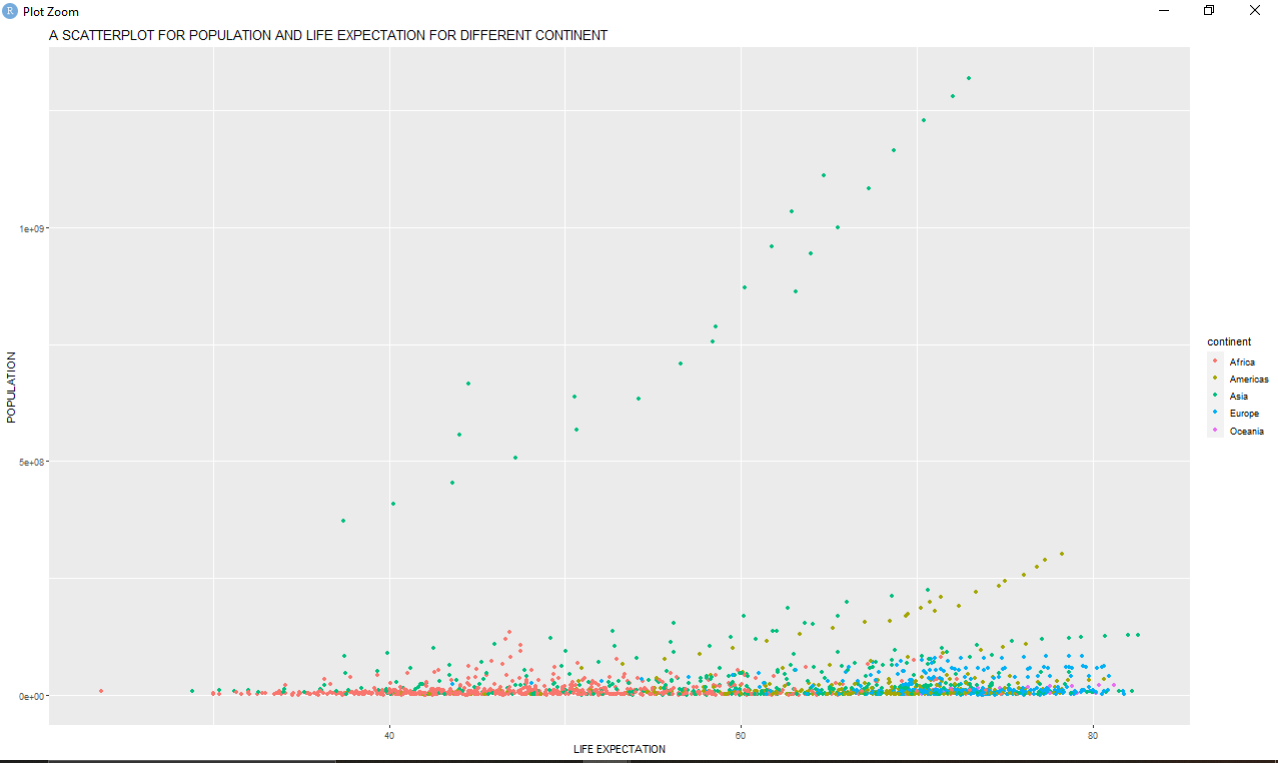 R Plot Zoom
A SCATTERPLOT FOR POPULATION AND LIFE EXPECTATION FOR DIFFERENT CONTINENT
1e+09
5e+08
0e+00
POPULATION
40
60
80
LIFE EXPECTATION
continent
Africa
Americas
Asia
Europe
Oceania